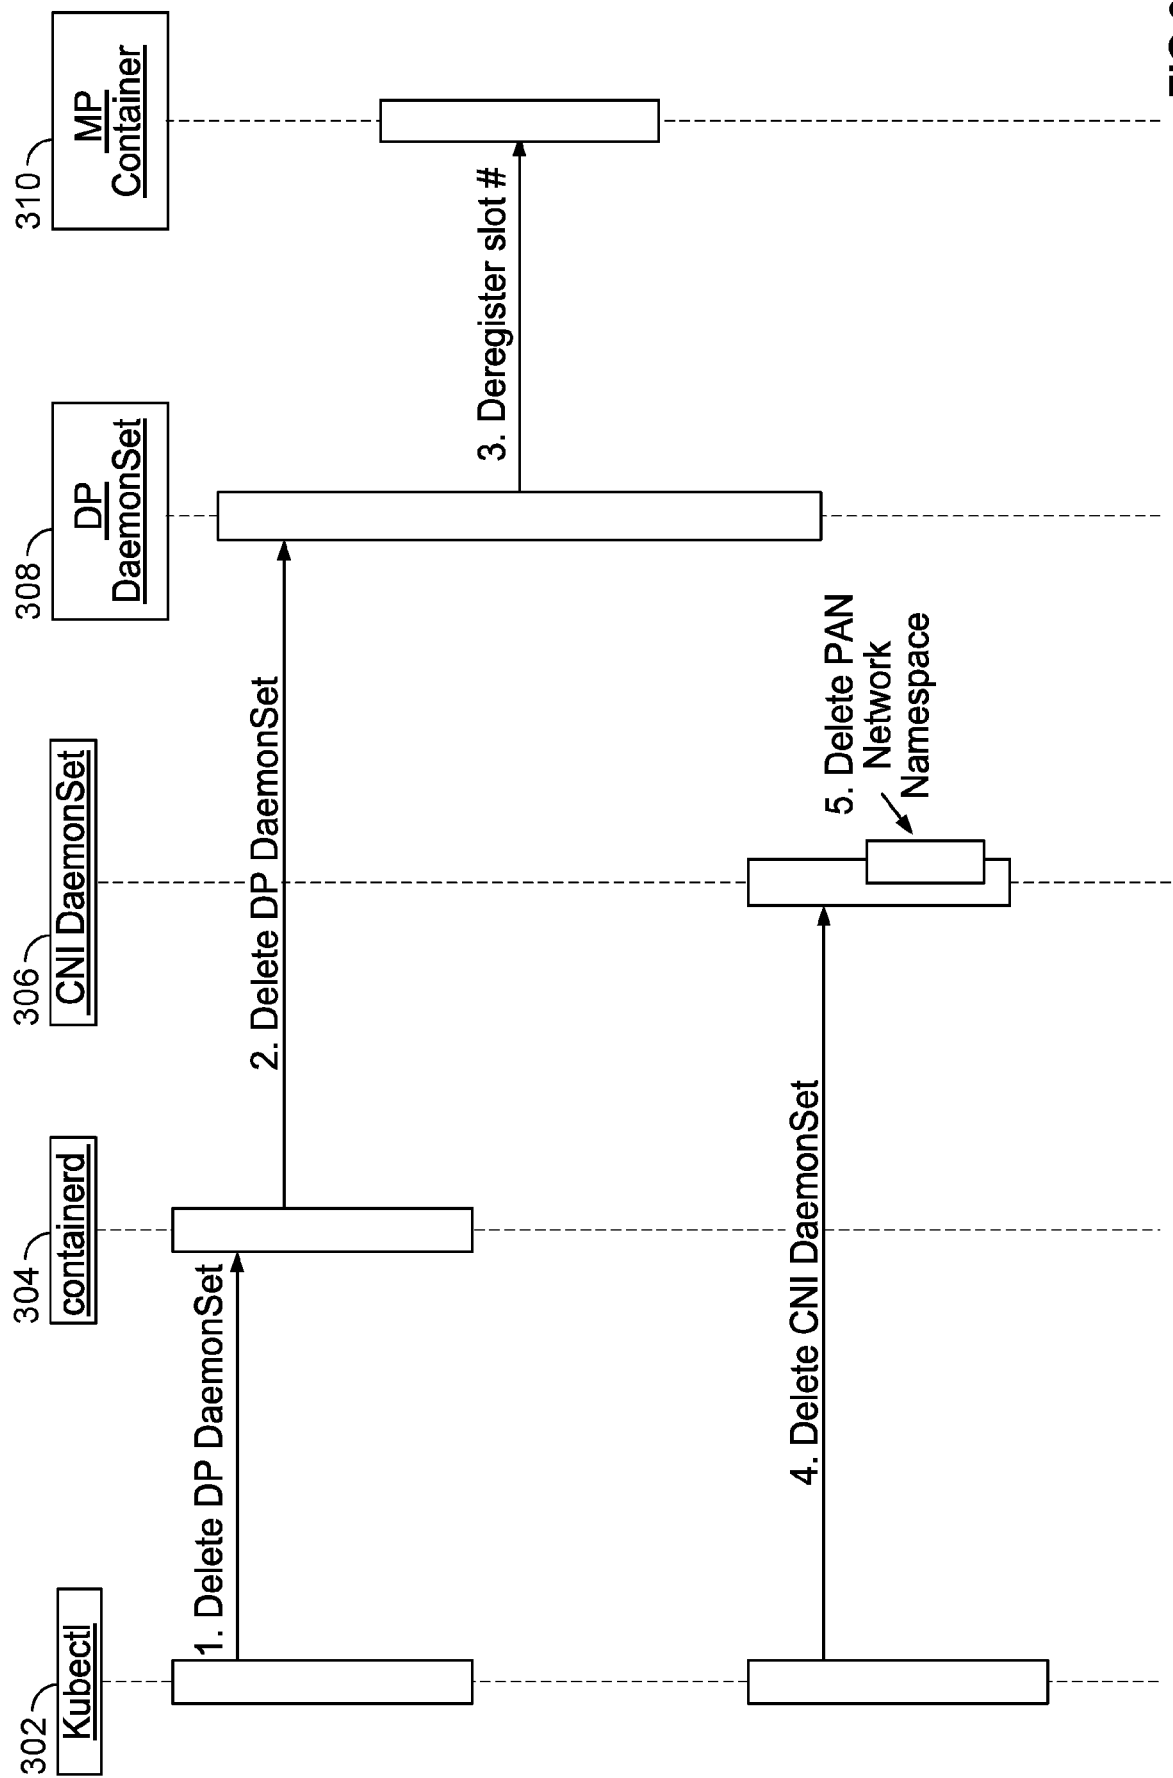 302
Kubectl
304
containerd
306
CNI DaemonSet
308
DP
DaemonSet
310
MP
Container
1. Delete DP DaemonSet
2. Delete DP DaemonSet
3. Deregister slot #
4. Delete CNI DaemonSet
5. Delete PAN
Network
Namespace